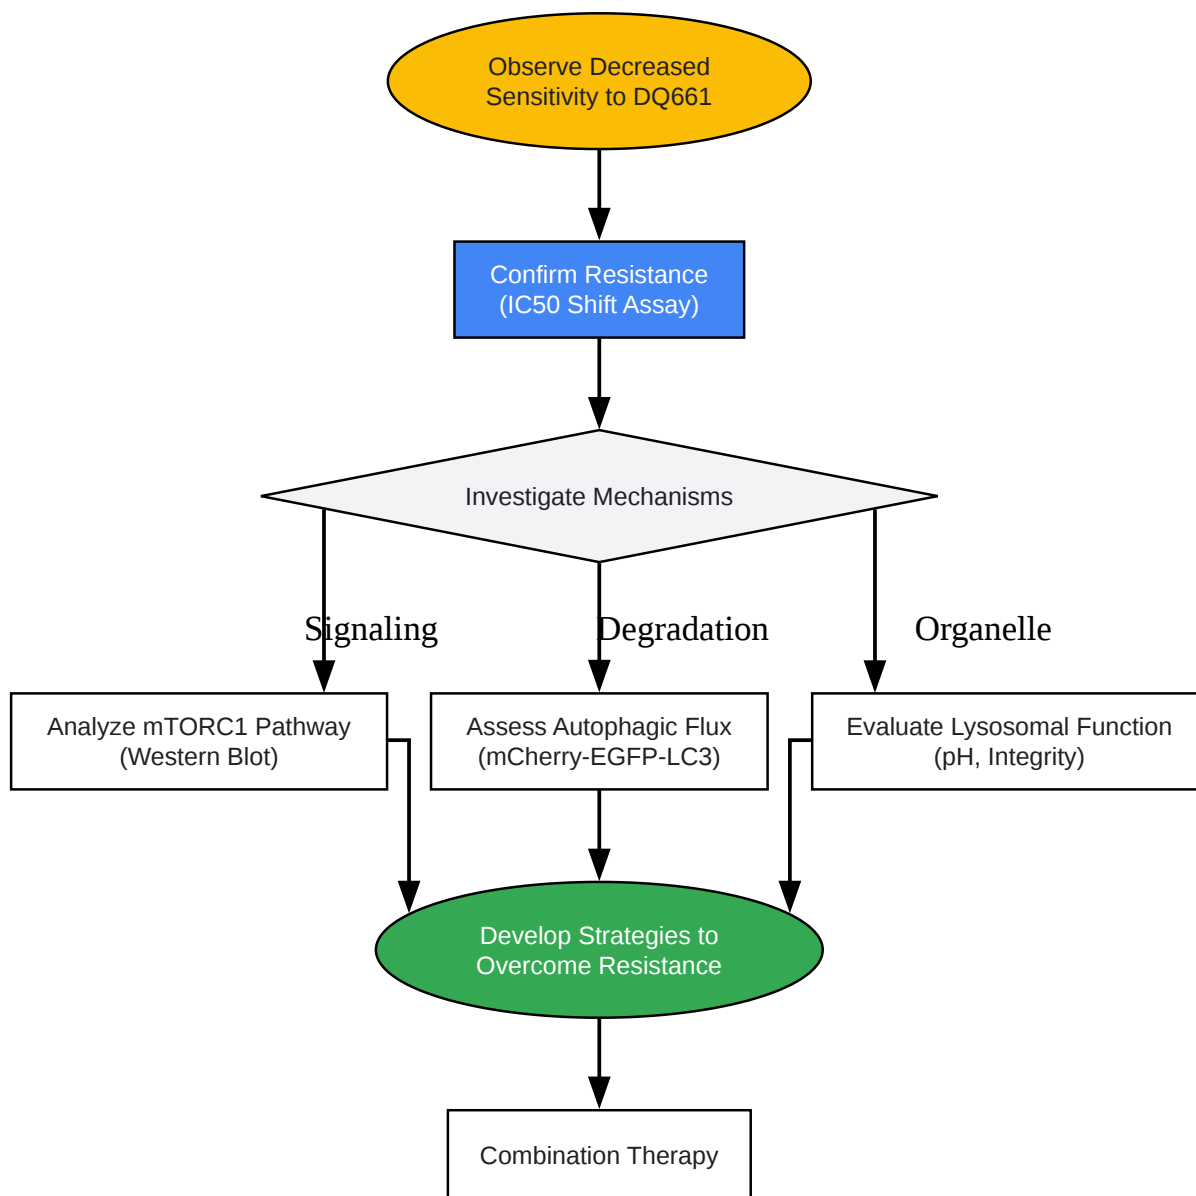 Observe Decreased
Sensitivity to DQ661
Confirm Resistance
(IC50 Shift Assay)
Investigate Mechanisms
Signaling
Degradation
Organelle
Analyze mTORC1 Pathway
(Western Blot)
Assess Autophagic Flux
(mCherry-EGFP-LC3)
Evaluate Lysosomal Function
(pH, Integrity)
Develop Strategies to
Overcome Resistance
Combination Therapy